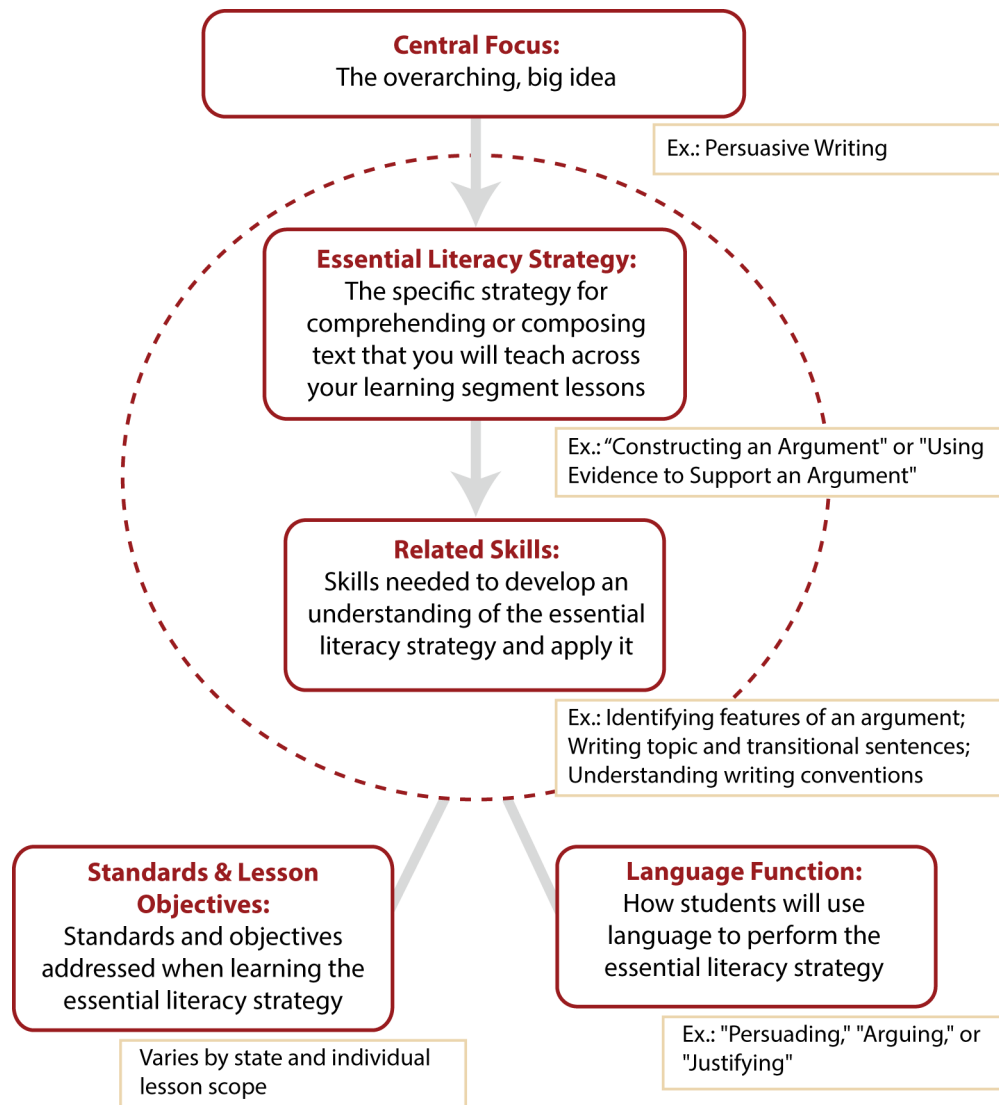 Central Focus:
The overarching, big idea
Ex.: Persuasive Writing
Essential Literacy Strategy:
The specific strategy for
comprehending or composing
text that you will teach across
your learning segment lessons
Ex.: “Constructing an Argument" or "Using
Evidence to Support an Argument"
Related Skills:
Skills needed to develop an
understanding of the essential
literacy strategy and apply it
Ex.: Identifying features of an argument;
Writing topic and transitional sentences;
Understanding writing conventions
Standards & Lesson
Objectives:
Standards and objectives
addressed when learning the
essential literacy strategy
Varies by state and individual
lesson scope
Language Function:
How students will use
language to perform the
essential literacy strategy
Ex.: "Persuading," "Arguing," or
"Justifying"